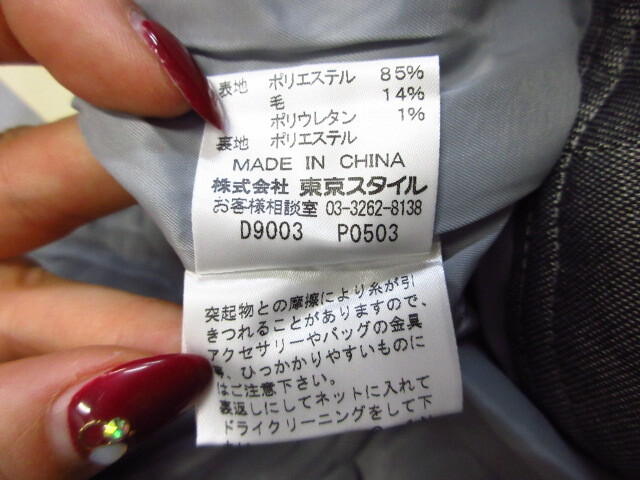 表地 ポリエステル 85%
毛 14%
ポリウレタン 1%
裏地 ポリエステル
MADE IN CHINA
株式会社 東京スタイル
お客様相談室 03-3262-8138
D9003 P0503
突起物との摩擦により糸が引
きつれることがありますので、
アクセサリーやバッグの金具
等、ひっかかりやすいものに
はご注意下さい。
裏返しにしてネットに入れて
ドライクリーニングをして下